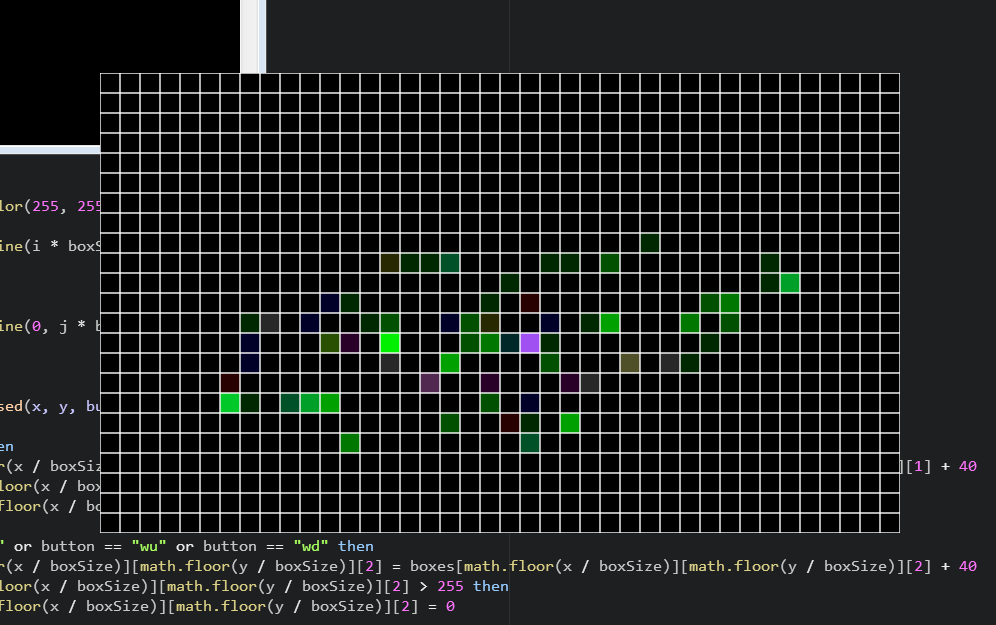 lor(255, 255
ine(i * boxS
ine(0, j * b
sed(x, y, bu
en
r(x / boxSiz ][1] + 40
loor(x / box
floor(x / bo
" or button == "wu" or button == "wd" then
r(x / boxSize)][math.floor(y / boxSize)][2] = boxes[math.floor(x / boxSize)][math.floor(y / boxSize)][2] + 40
loor(x / boxSize)][math.floor(y / boxSize)][2] > 255 then
floor(x / boxSize)][math.floor(y / boxSize)][2] = 0